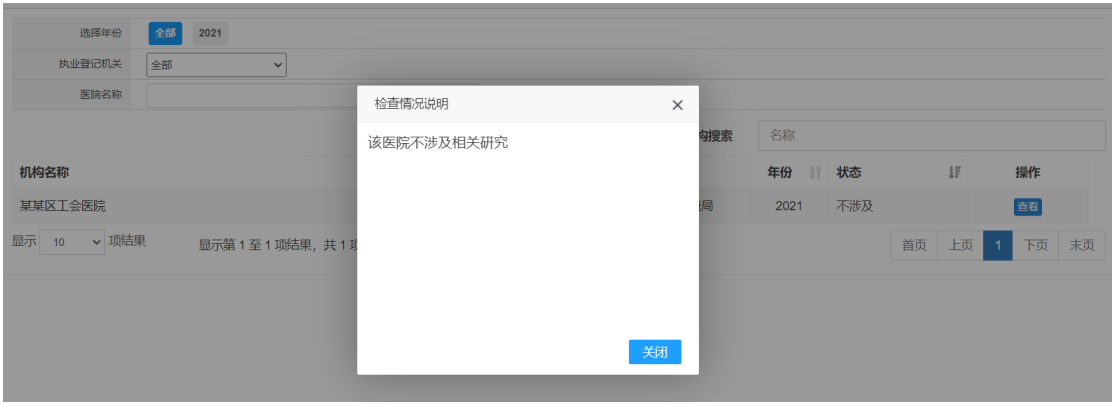 选择年份
全部 2021
执业登记机关
全部
医院名称
检查情况说明
该医院不涉及相关研究
关闭
构搜索
名称
机构名称 年份 状态 操作
某某区工会医院 局 2021 不涉及 查看
显示 10 项结果
显示第 1 至 1 项结果，共 1 项
首页 上页 1 下页 末页